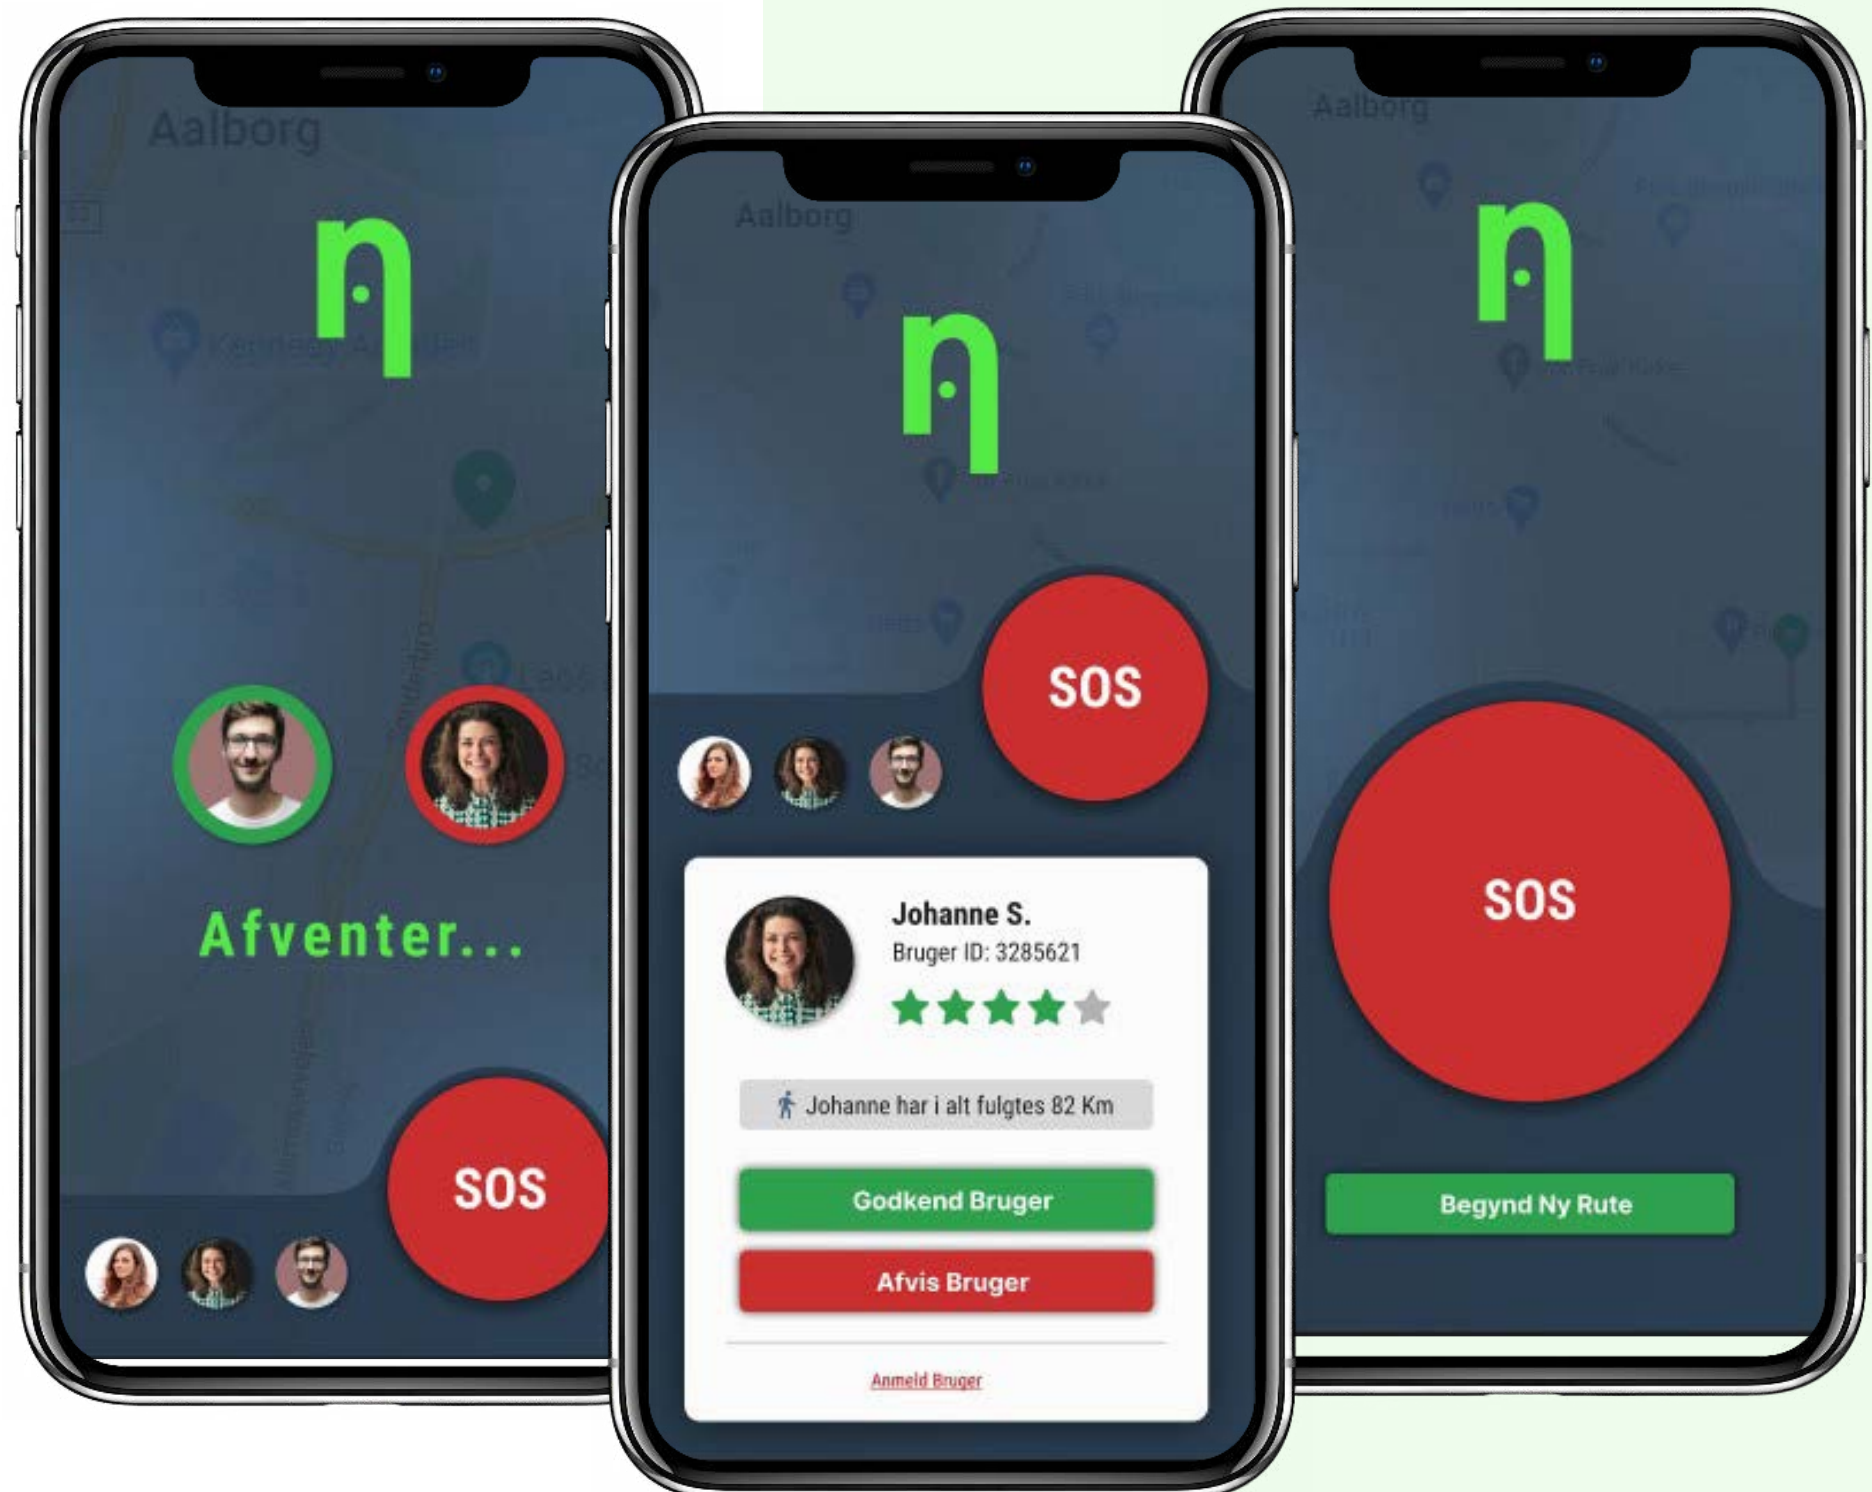 Aalborg
Afventer...
SOS
Aalborg
SOS
Johanne S.
Bruger ID: 3285621
Johanne har i alt fulgtes 82 Km
Godkend Bruger
Afvis Bruger
Anmeld Bruger
Aalborg
SOS
Begynd Ny Rute